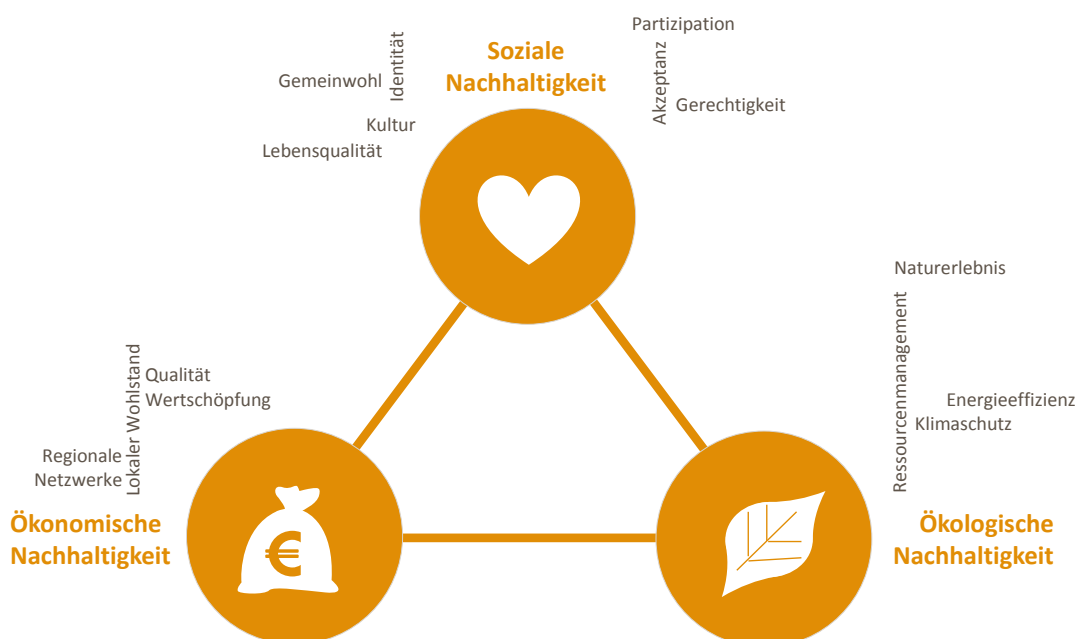 Partizipation
Soziale
Nachhaltigkeit
Identität
Gemeinwohl
Kultur
Lebensqualität
Akzeptanz
Gerechtigkeit
Naturerlebnis
Ressourcenmanagement
Energieeffizienz
Klimaschutz
Ökologische
Nachhaltigkeit
Lokaler Wohlstand
Qualität
Wertschöpfung
Regionale
Netzwerke
Ökonomische
Nachhaltigkeit
€